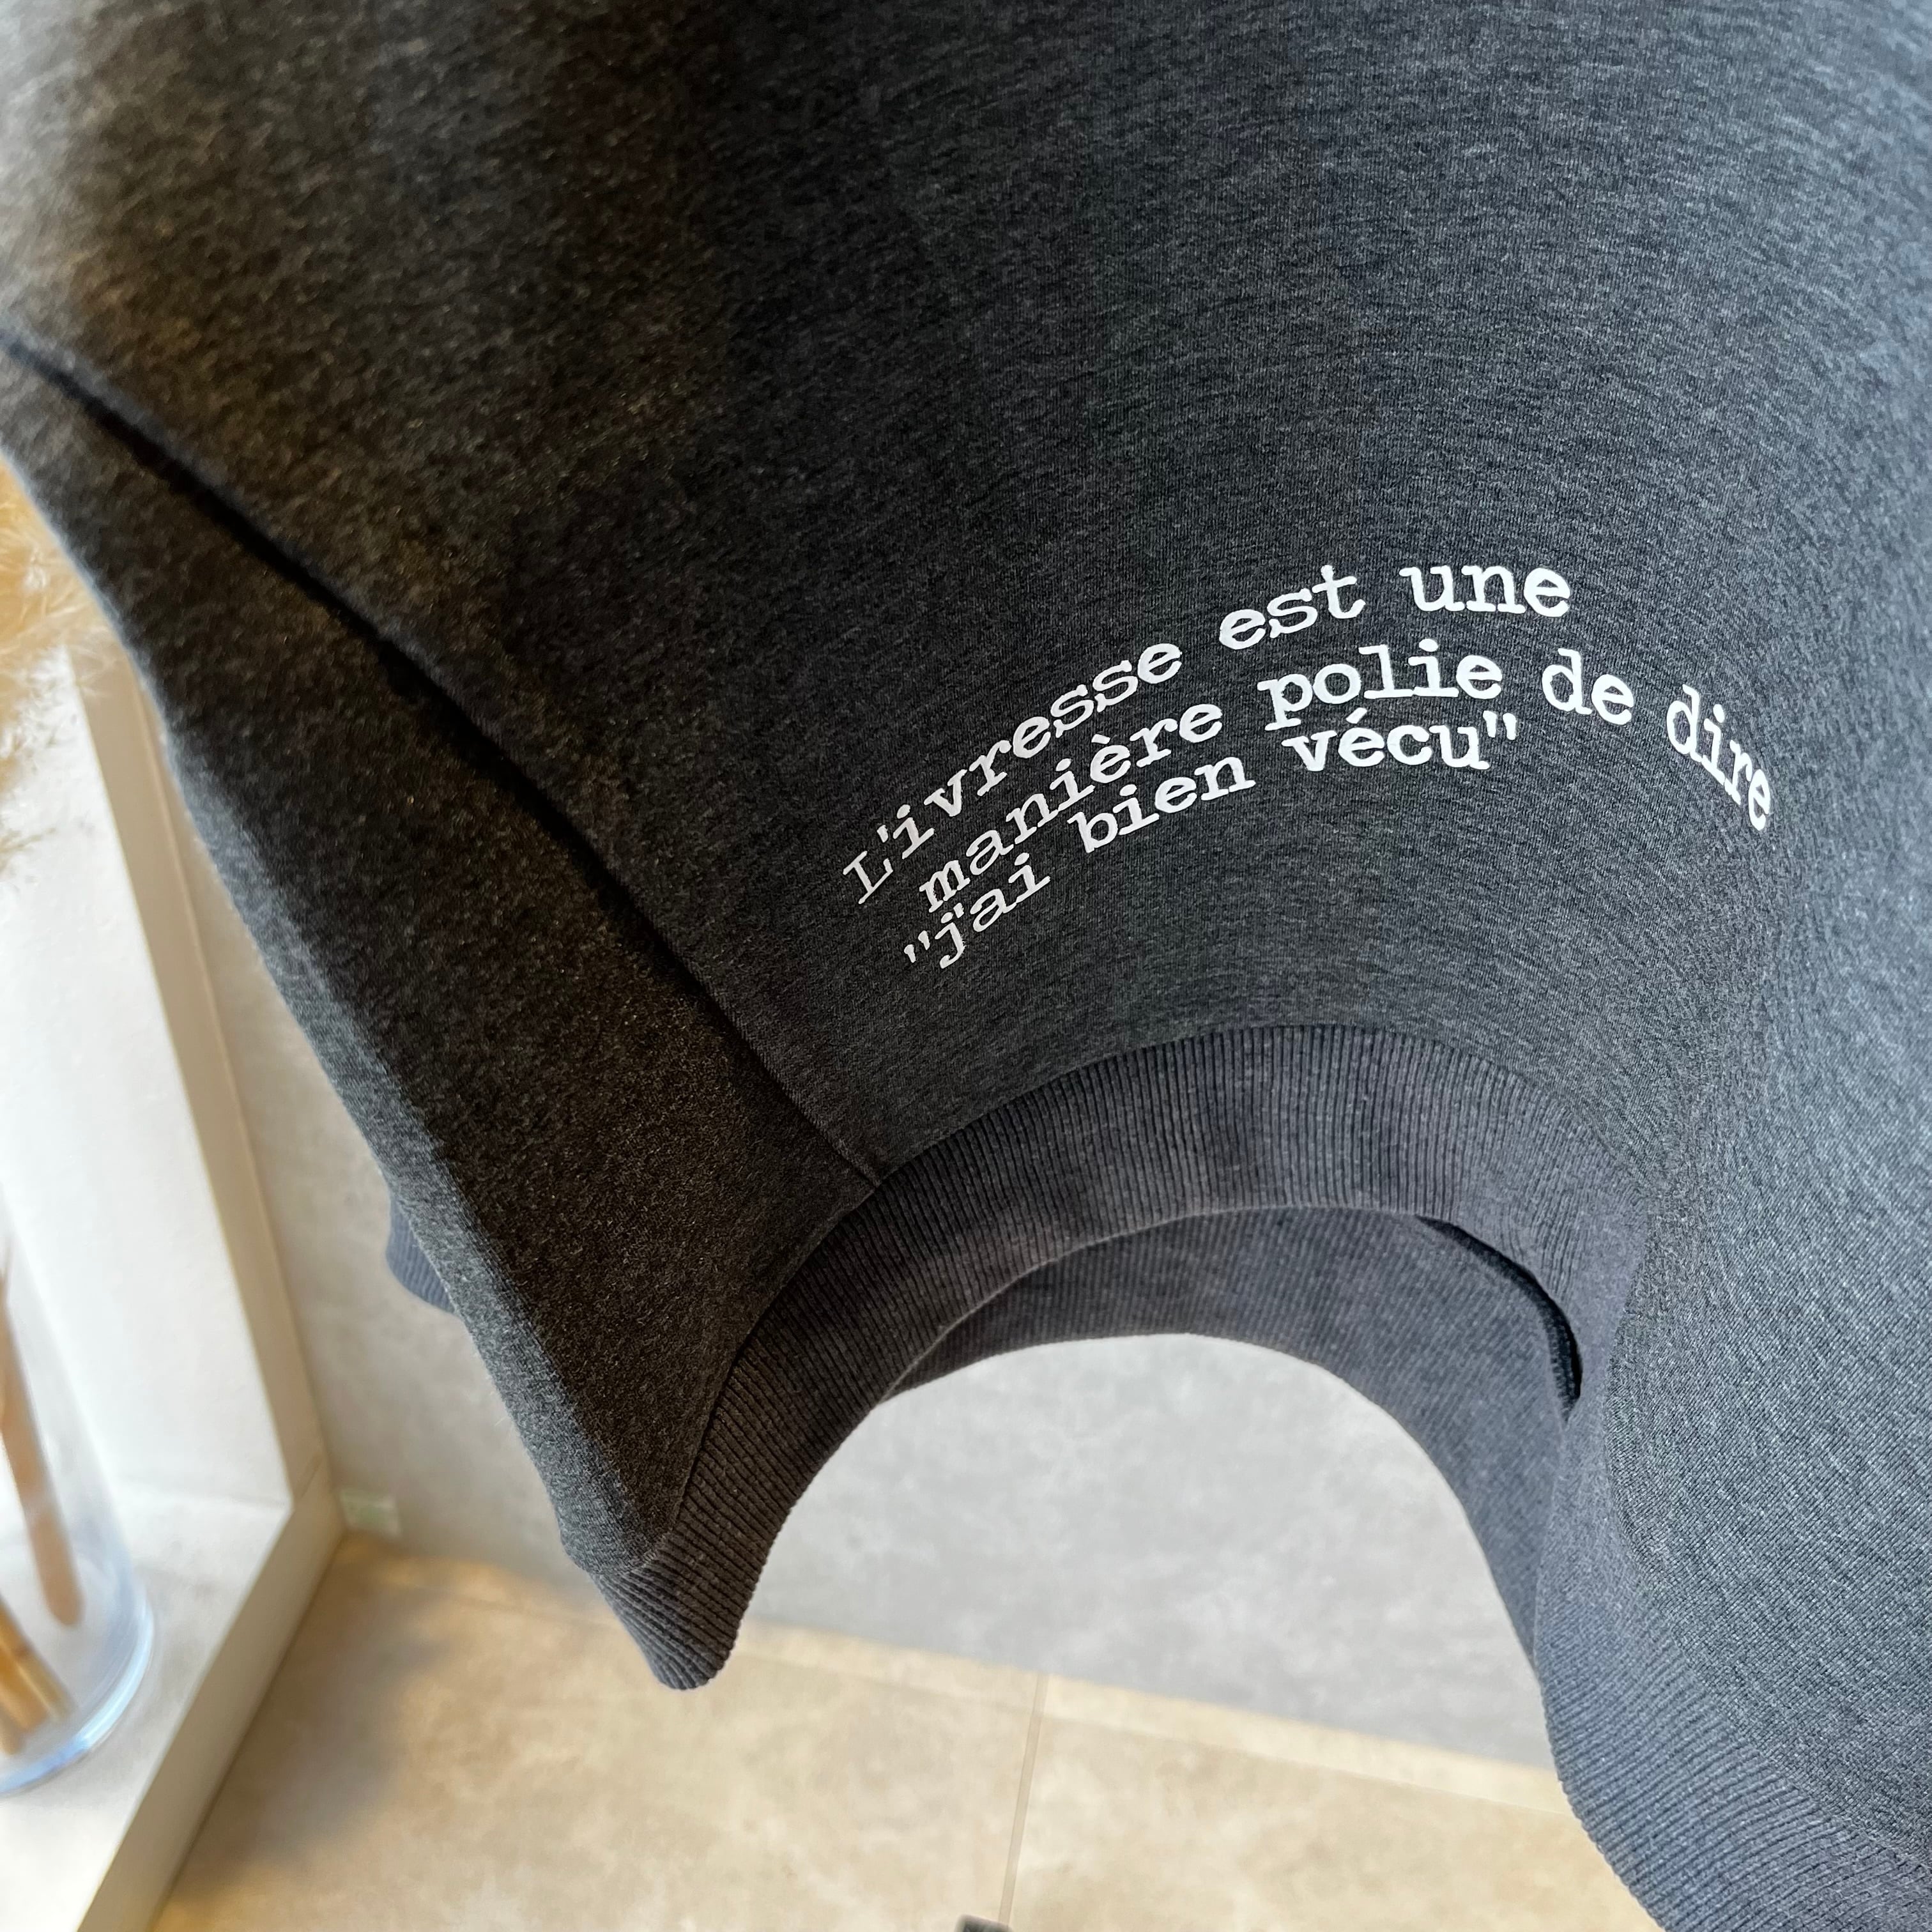 L'ivresse est une
manière polie de dire
"j'ai bien vécu"